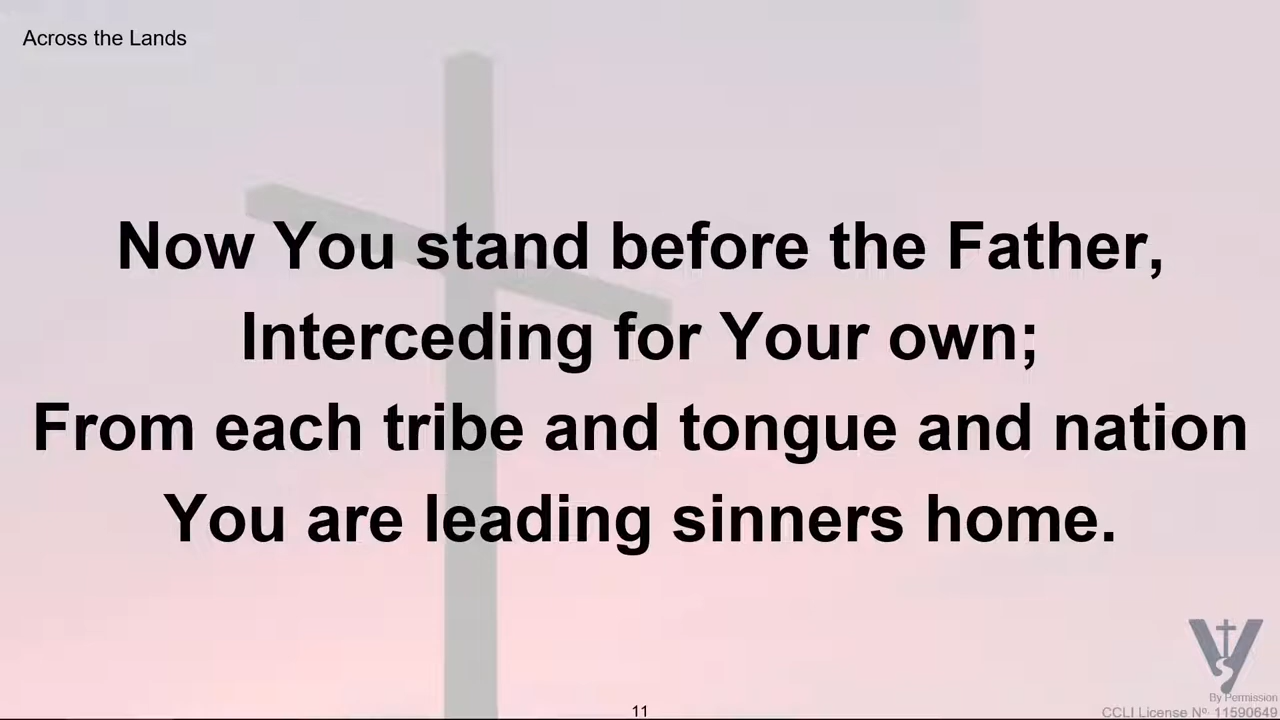 Across the Lands
Now You stand before the Father,
Interceding for Your own;
From each tribe and tongue and nation
You are leading sinners home.
By Permission
11
CCLI License Nº. 11590649